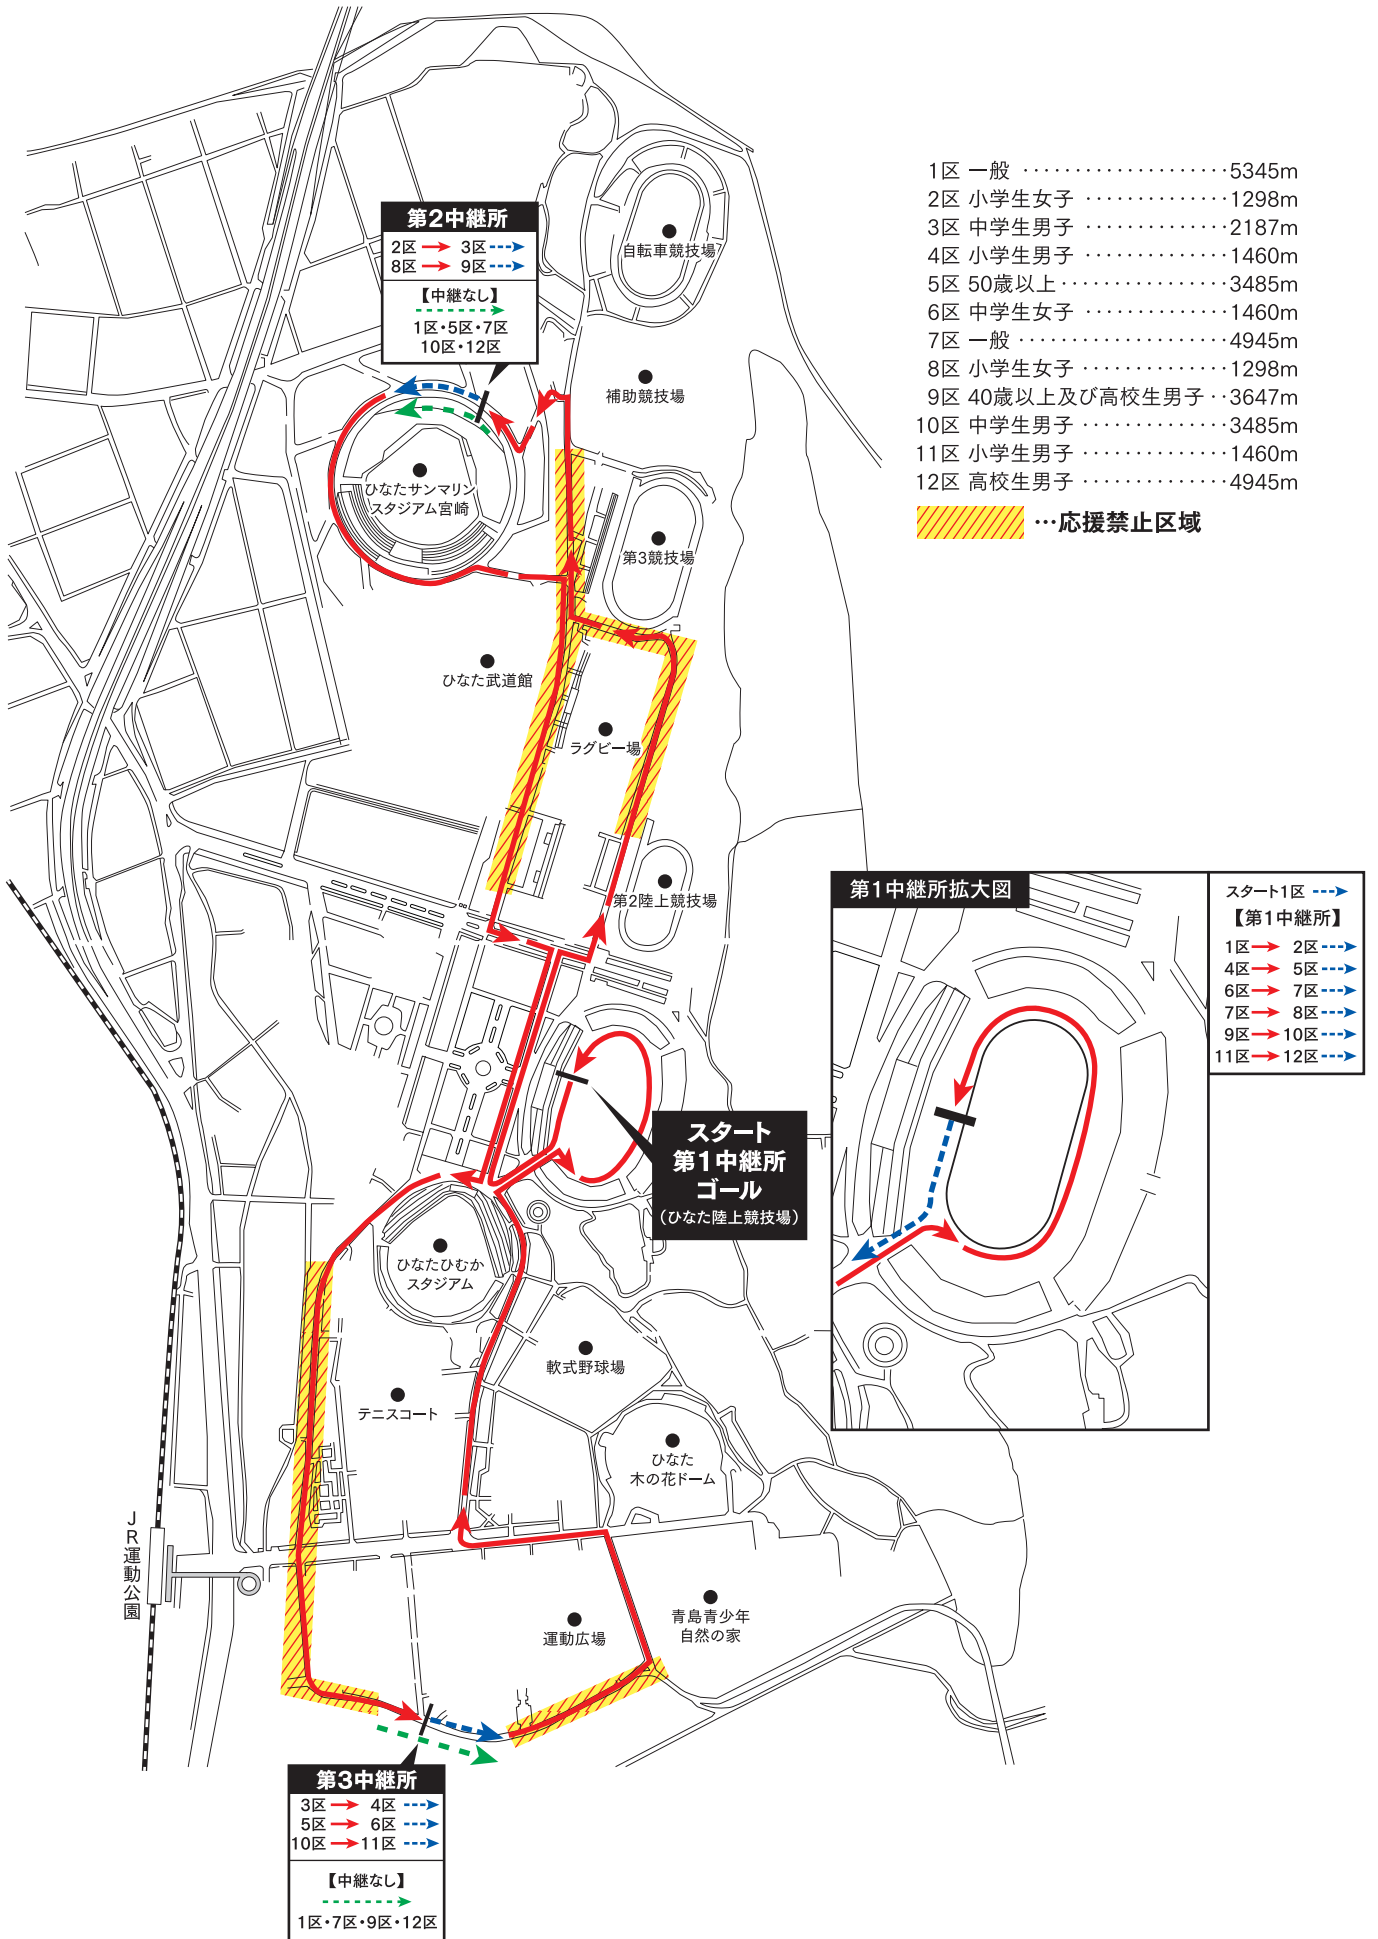 1区 一般 ‥‥‥‥‥‥‥‥‥‥5345m
2区 小学生女子 ‥‥‥‥‥‥‥1298m
3区 中学生男子 ‥‥‥‥‥‥‥2187m
4区 小学生男子 ‥‥‥‥‥‥‥1460m
5区 50歳以上‥‥‥‥‥‥‥‥3485m
6区 中学生女子 ‥‥‥‥‥‥‥1460m
7区 一般 ‥‥‥‥‥‥‥‥‥‥4945m
8区 小学生女子 ‥‥‥‥‥‥‥1298m
9区 40歳以上及び高校生男子‥3647m
10区 中学生男子 ‥‥‥‥‥‥‥3485m
11区 小学生男子 ‥‥‥‥‥‥‥1460m
12区 高校生男子 ‥‥‥‥‥‥‥4945m
…応援禁止区域
第2中継所
2区 3区
8区 9区
【中継なし】
1区・5区・7区
10区・12区
自転車競技場
補助競技場
ひなたサンマリン
スタジアム宮崎
第3競技場
ひなた武道館
ラグビー場
第2陸上競技場
第1中継所拡大図
スタート1区
【第1中継所】
1区 2区
4区 5区
6区 7区
7区 8区
9区 10区
11区 12区
スタート
第1中継所
ゴール
(ひなた陸上競技場)
ひなたひむか
スタジアム
軟式野球場
テニスコート
ひなた
木の花ドーム
JR運動公園
運動広場
青島青少年
自然の家
第3中継所
3区 4区
5区 6区
10区 11区
【中継なし】
1区・7区・9区・12区